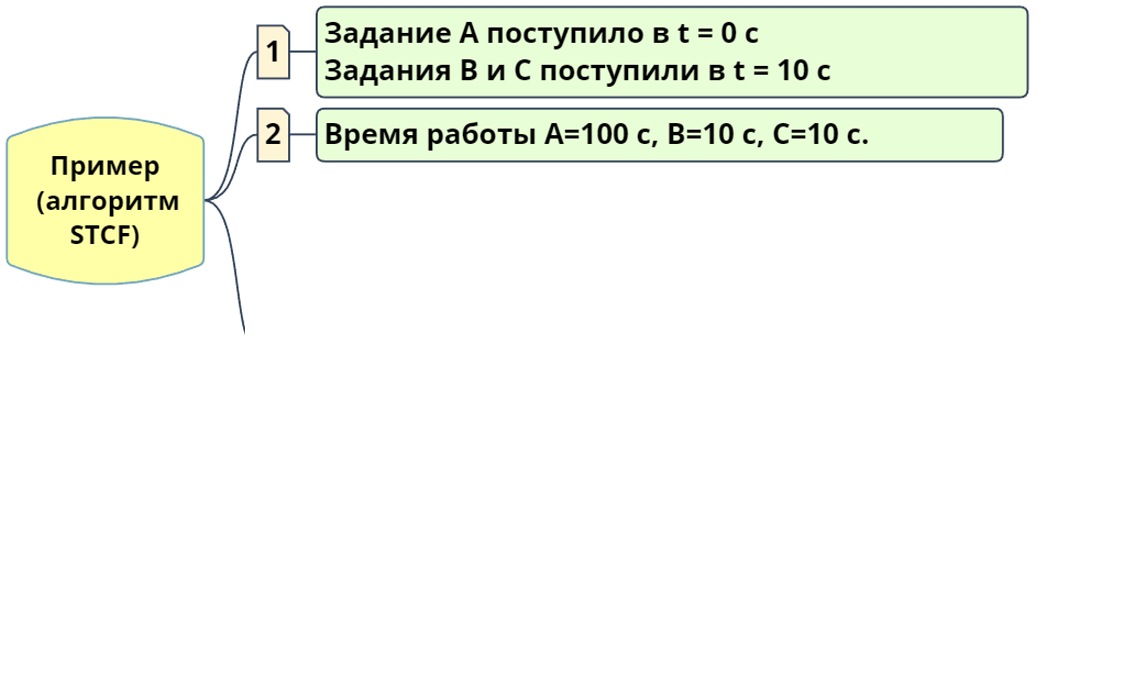 Пример
(алгоритм
STCF)
1
Задание A поступило в t = 0 с
Задания B и C поступили в t = 10 с
2
Время работы A=100 с, B=10 с, C=10 с.